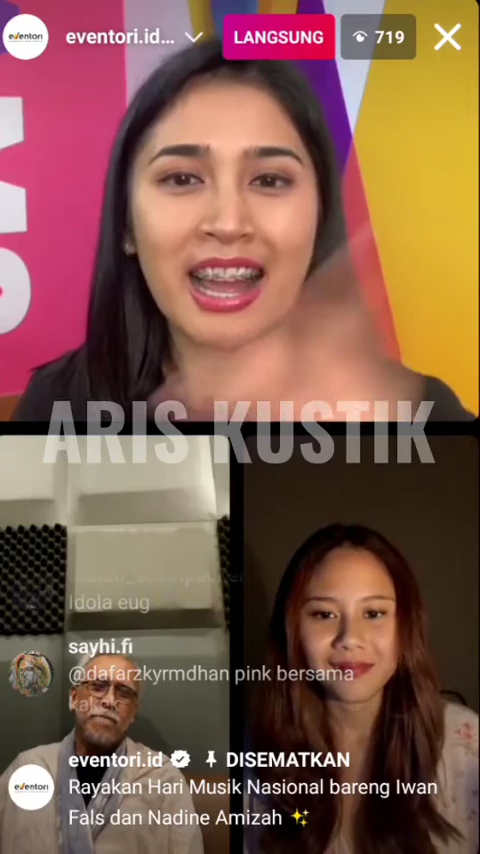 eventori
eventori.id...
LANGSUNG
719
ARIS KUSTIK
Idola eug
sayhi.fi
@dafarzkyrmdhan pink bersama
kakek
eventori.id
DISEMATKAN
eventori
Rayakan Hari Musik Nasional bareng Iwan
Fals dan Nadine Amizah ✨